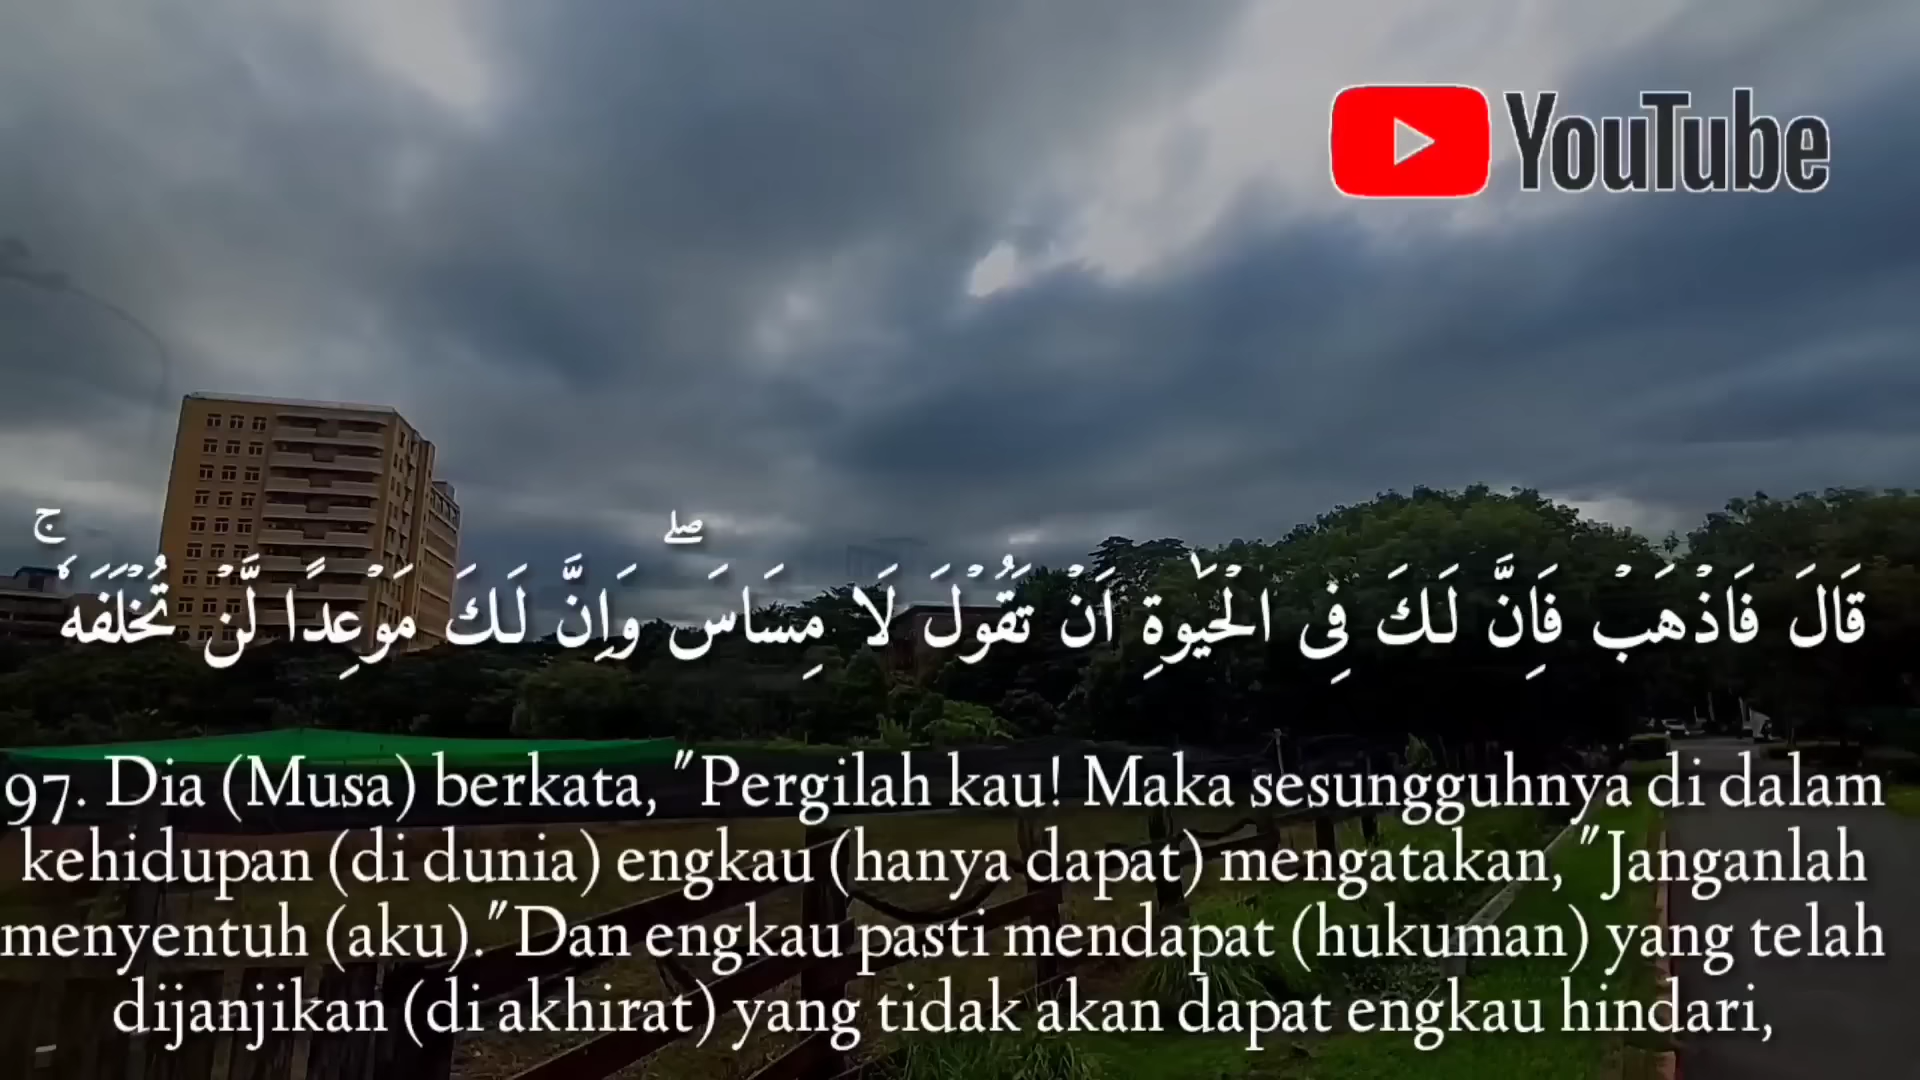 YouTube
قَالَ فَاذْهَبْ فَاِنَّ لَكَ فِى الْحَيٰوةِ اَنْ تَقُوْلَ لَا مِسَاسَۖ وَاِنَّ لَكَ مَوْعِدًا لَّنْ تُخْلَفَهٗۚ
97. Dia (Musa) berkata, "Pergilah kau! Maka sesungguhnya di dalam
kehidupan (di dunia) engkau (hanya dapat) mengatakan, "Janganlah
menyentuh (aku)."Dan engkau pasti mendapat (hukuman) yang telah
dijanjikan (di akhirat) yang tidak akan dapat engkau hindari,